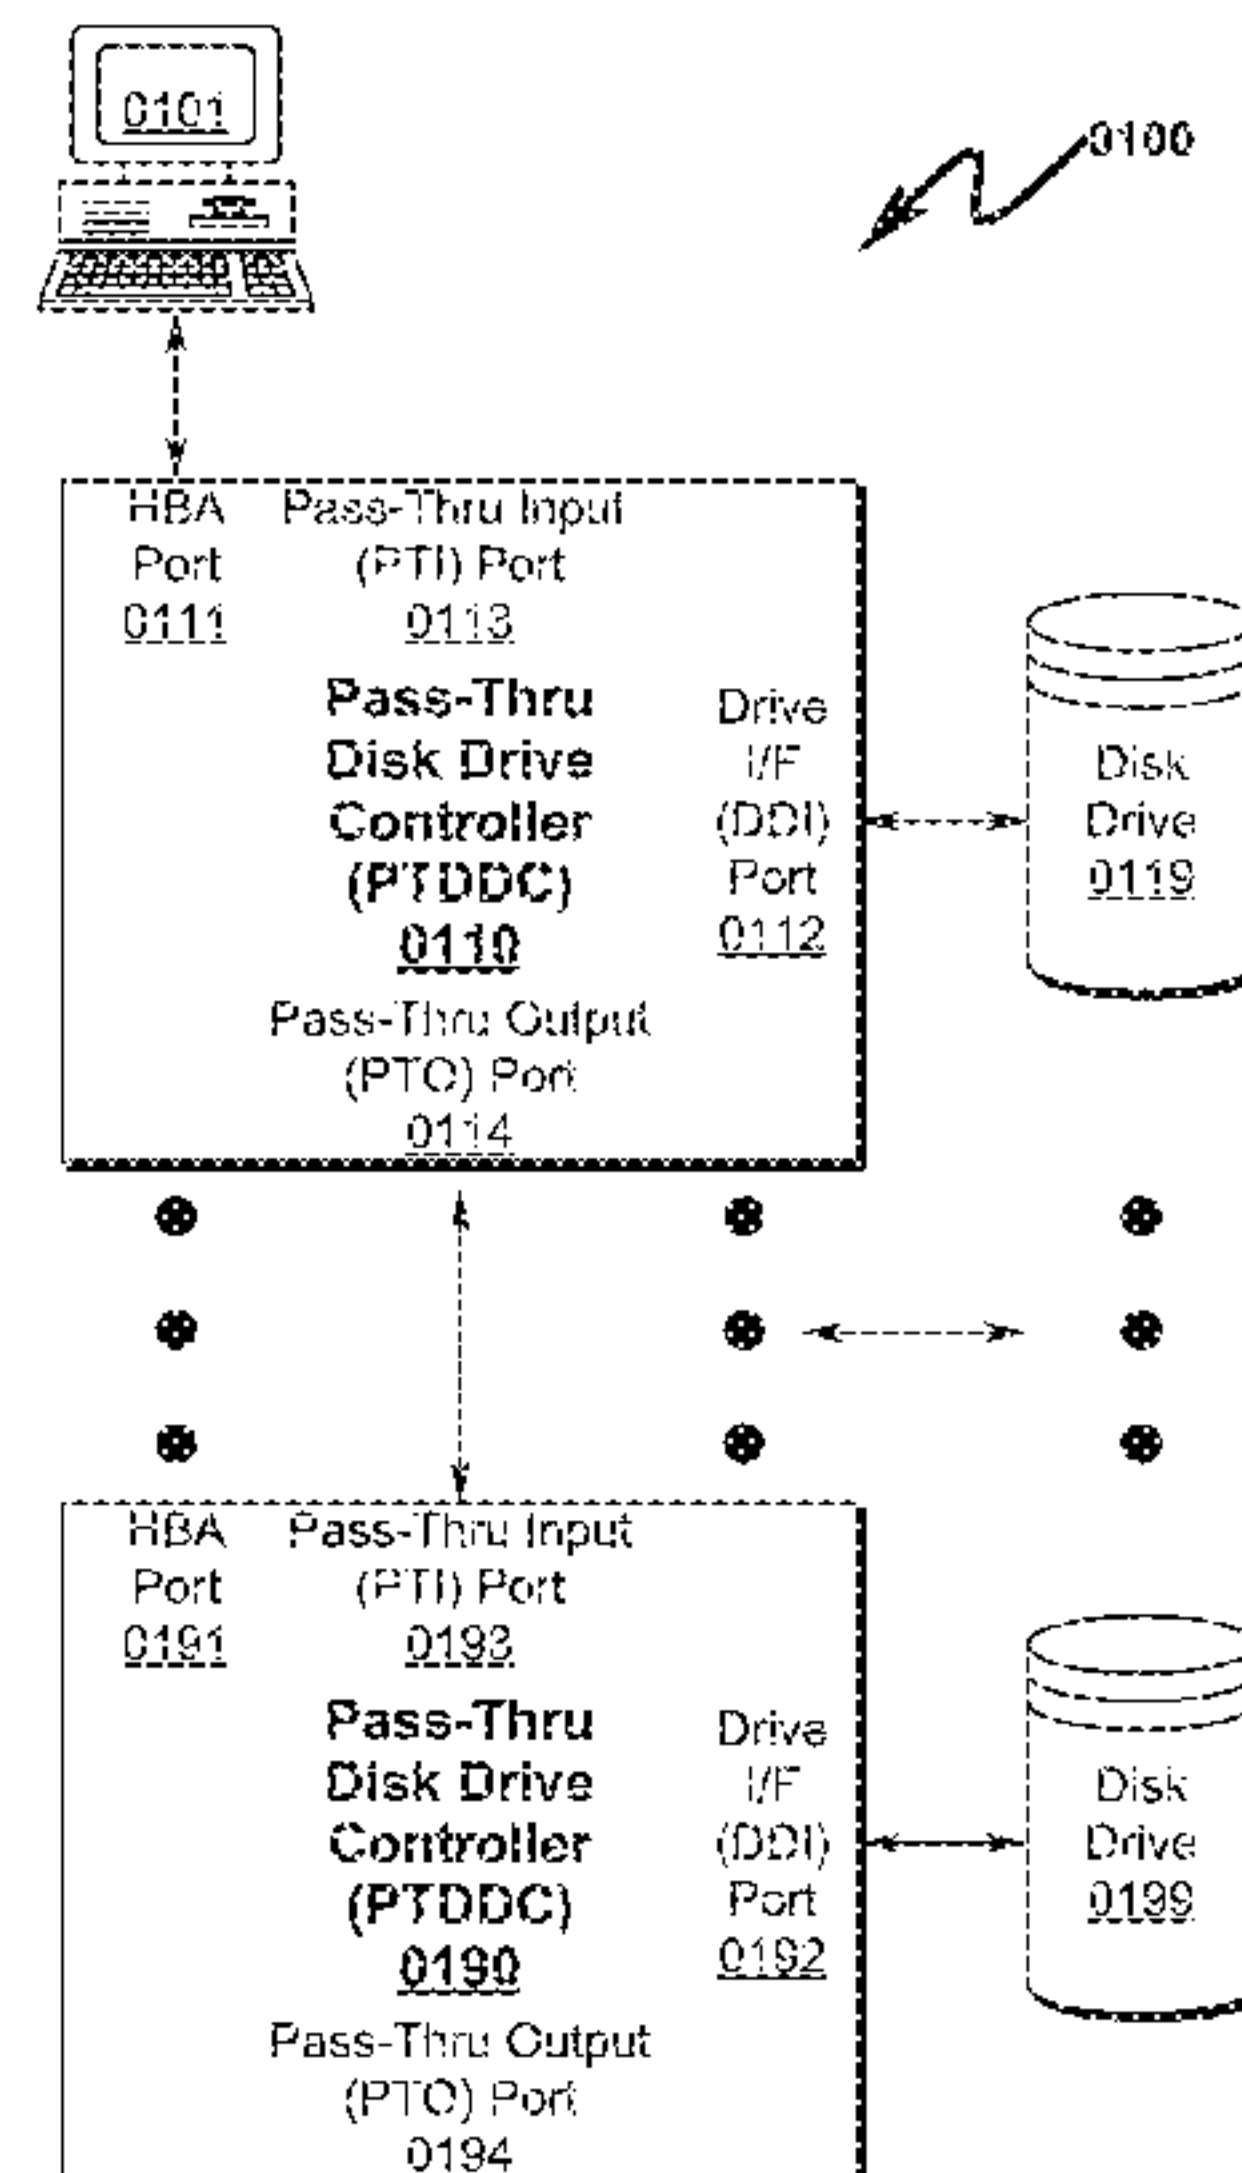 0101
0100
HBA Pass-Thru Input
Port (PTI) Port
0111 0113
Pass-Thru
Disk Drive
Controller
(PTDDC)
0110
Drive
I/F
(DDI)
Port
0112
Disk
Drive
0119
Pass-Thru Output
(PTO) Port
0114
HBA Pass-Thru Input
Port (PTI) Port
0191 0193
Pass-Thru
Disk Drive
Controller
(PTDDC)
0190
Drive
I/F
(DDI)
Port
0192
Disk
Drive
0199
Pass-Thru Output
(PTO) Port
0194